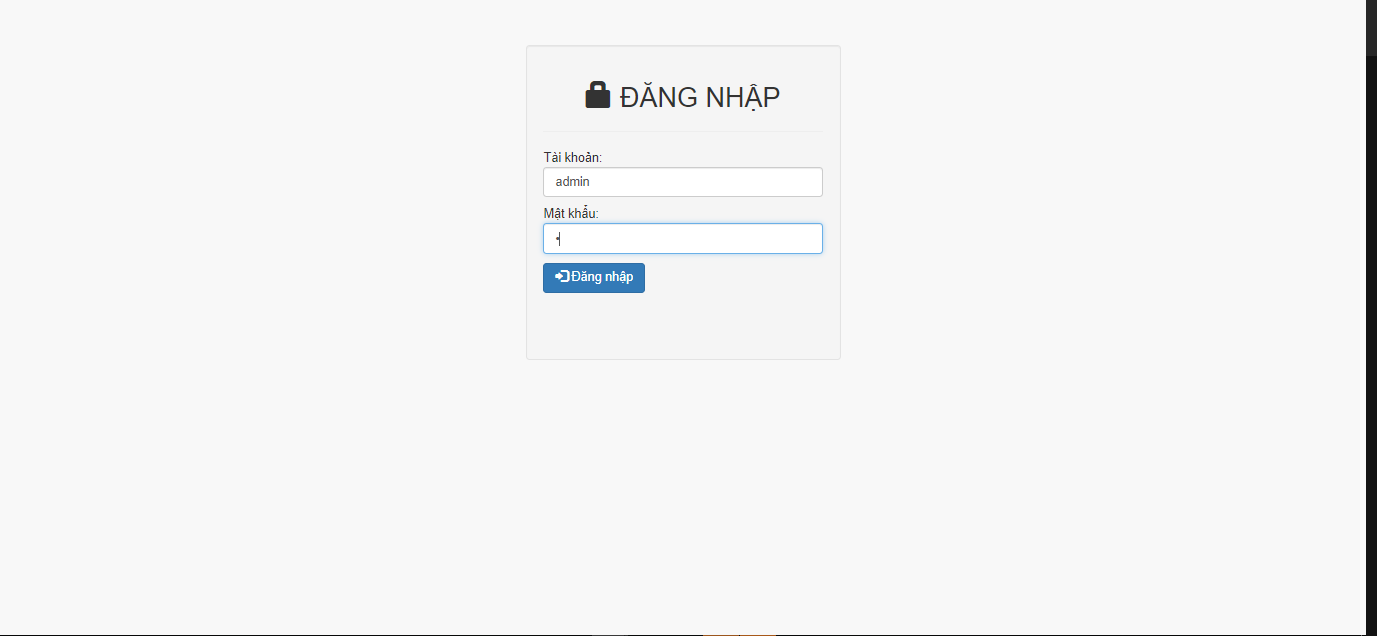 ĐĂNG NHẬP
Tài khoản:
admin
Mật khẩu:
•
Đăng nhập